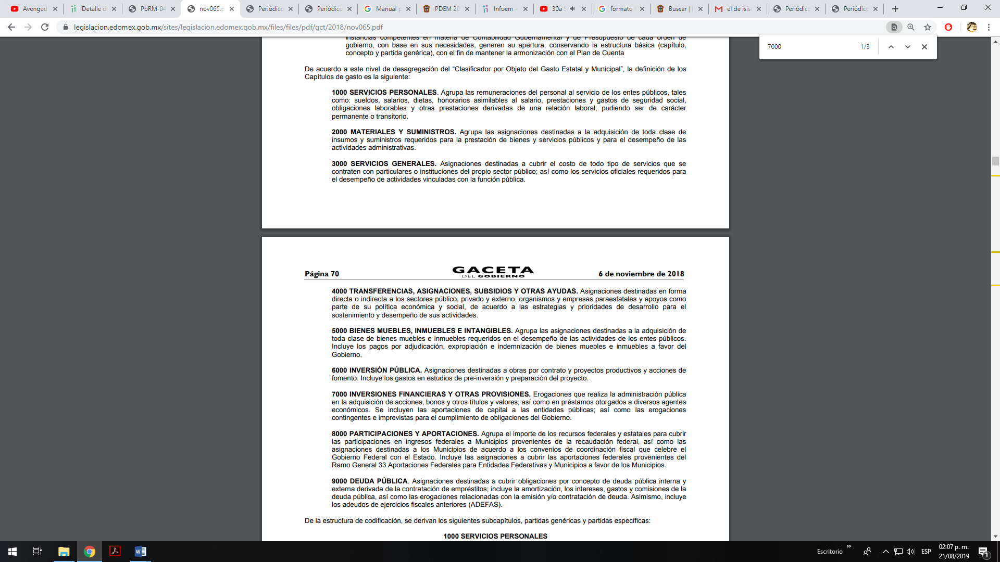 Avenged
Detalle d
PbRM-04
nov065.p
Periódico
Periódico
Manual p
PDEM 20
Infoem -
30a S
formato
Buscar |
el de isis
Periódico
Periódico
legislacion.edomex.gob.mx/sites/legislacion.edomex.gob.mx/files/files/pdf/gct/2018/nov065.pdf
7000
1/3
instancias competentes en materia de Contabilidad Gubernamental y de Presupuesto de cada orden de
gobierno, con base en sus necesidades, generen su apertura, conservando la estructura básica (capítulo,
concepto y partida genérica), con el fin de mantener la armonización con el Plan de Cuenta
De acuerdo a este nivel de desagregación del “Clasificador por Objeto del Gasto Estatal y Municipal”, la definición de los
Capítulos de gasto es la siguiente:
1000 SERVICIOS PERSONALES. Agrupa las remuneraciones del personal al servicio de los entes públicos, tales
como: sueldos, salarios, dietas, honorarios asimilables al salario, prestaciones y gastos de seguridad social,
obligaciones laborables y otras prestaciones derivadas de una relación laboral; pudiendo ser de carácter
permanente o transitorio.
2000 MATERIALES Y SUMINISTROS. Agrupa las asignaciones destinadas a la adquisición de toda clase de
insumos y suministros requeridos para la prestación de bienes y servicios públicos y para el desempeño de las
actividades administrativas.
3000 SERVICIOS GENERALES. Asignaciones destinadas a cubrir el costo de todo tipo de servicios que se
contraten con particulares o instituciones del propio sector público; así como los servicios oficiales requeridos para
el desempeño de actividades vinculadas con la función pública.
Página 70
GACETA
DEL GOBIERNO
6 de noviembre de 2018
4000 TRANSFERENCIAS, ASIGNACIONES, SUBSIDIOS Y OTRAS AYUDAS. Asignaciones destinadas en forma
directa o indirecta a los sectores público, privado y externo, organismos y empresas paraestatales y apoyos como
parte de su política económica y social, de acuerdo a las estrategias y prioridades de desarrollo para el
sostenimiento y desempeño de sus actividades.
5000 BIENES MUEBLES, INMUEBLES E INTANGIBLES. Agrupa las asignaciones destinadas a la adquisición de
toda clase de bienes muebles e inmuebles requeridos en el desempeño de las actividades de los entes públicos.
Incluye los pagos por adjudicación, expropiación e indemnización de bienes muebles e inmuebles a favor del
Gobierno.
6000 INVERSIÓN PÚBLICA. Asignaciones destinadas a obras por contrato y proyectos productivos y acciones de
fomento. Incluye los gastos en estudios de pre-inversión y preparación del proyecto.
7000 INVERSIONES FINANCIERAS Y OTRAS PROVISIONES. Erogaciones que realiza la administración pública
en la adquisición de acciones, bonos y otros títulos y valores; así como en préstamos otorgados a diversos agentes
económicos. Se incluyen las aportaciones de capital a las entidades públicas; así como las erogaciones
contingentes e imprevistas para el cumplimiento de obligaciones del Gobierno.
8000 PARTICIPACIONES Y APORTACIONES. Agrupa el importe de los recursos federales y estatales para cubrir
las participaciones en ingresos federales a Municipios provenientes de la recaudación federal, así como las
asignaciones destinadas a los Municipios de acuerdo a los convenios de coordinación fiscal que celebre el
Gobierno Federal con el Estado. Incluye las asignaciones a cubrir las aportaciones federales provenientes del
Ramo General 33 Aportaciones Federales para Entidades Federativas y Municipios a favor de los Municipios.
9000 DEUDA PÚBLICA. Asignaciones destinadas a cubrir obligaciones por concepto de deuda pública interna y
externa derivada de la contratación de empréstitos; incluye la amortización, los intereses, gastos y comisiones de la
deuda pública, así como las erogaciones relacionadas con la emisión y/o contratación de deuda. Asimismo, incluye
los adeudos de ejercicios fiscales anteriores (ADEFAS).
De la estructura de codificación, se derivan los siguientes subcapítulos, partidas genéricas y partidas específicas:
1000 SERVICIOS PERSONALES
Escritorio
ESP
02:07 p. m.
21/08/2019
1